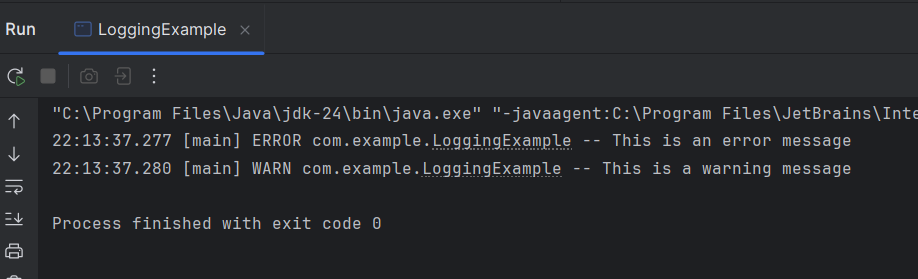 Run LoggingExample
"C:\Program Files\Java\jdk-24\bin\java.exe" "-javaagent:C:\Program Files\JetBrains\Inte
22:13:37.277 [main] ERROR com.example.LoggingExample -- This is an error message
22:13:37.280 [main] WARN com.example.LoggingExample -- This is a warning message
Process finished with exit code 0